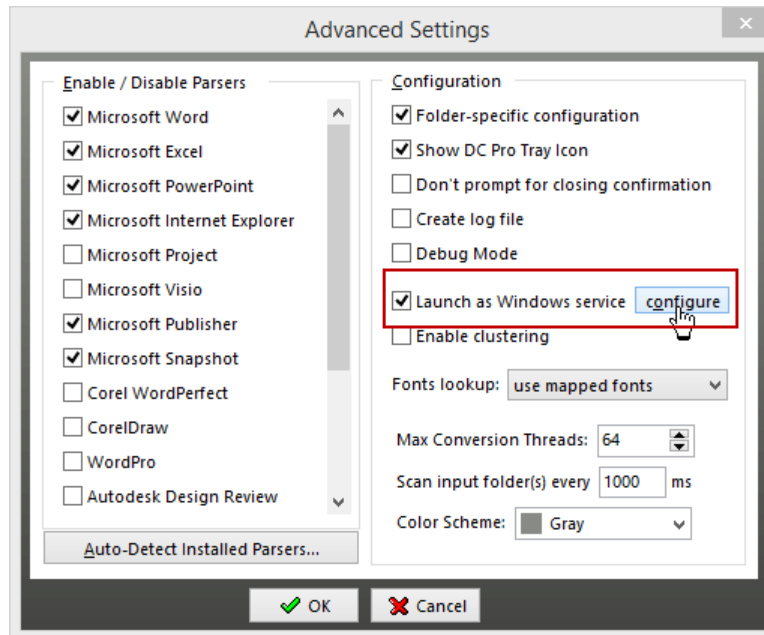 Advanced Settings
Enable / Disable Parsers
Microsoft Word
Microsoft Excel
Microsoft PowerPoint
Microsoft Internet Explorer
Microsoft Project
Microsoft Visio
Microsoft Publisher
Microsoft Snapshot
Corel WordPerfect
CorelDraw
WordPro
Autodesk Design Review
Auto-Detect Installed Parsers...
Configuration
Folder-specific configuration
Show DC Pro Tray Icon
Don't prompt for closing confirmation
Create log file
Debug Mode
Launch as Windows service configure
Enable clustering
Fonts lookup: use mapped fonts
Max Conversion Threads: 64
Scan input folder(s) every 1000 ms
Color Scheme: Gray
OK Cancel